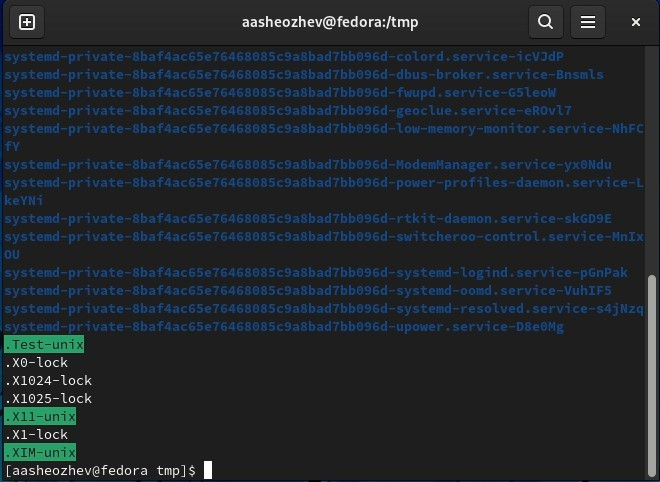 aasheozhev@fedora:/tmp
systemd-private-8baf4ac65e76468085c9a8bad7bb096d-colord.service-icVJdP
systemd-private-8baf4ac65e76468085c9a8bad7bb096d-dbus-broker.service-Bnsmls
systemd-private-8baf4ac65e76468085c9a8bad7bb096d-fwupd.service-G5leoW
systemd-private-8baf4ac65e76468085c9a8bad7bb096d-geoclue.service-eROvl7
systemd-private-8baf4ac65e76468085c9a8bad7bb096d-low-memory-monitor.service-NhFC
fY
systemd-private-8baf4ac65e76468085c9a8bad7bb096d-ModemManager.service-yx0Ndu
systemd-private-8baf4ac65e76468085c9a8bad7bb096d-power-profiles-daemon.service-L
keYNi
systemd-private-8baf4ac65e76468085c9a8bad7bb096d-rtkit-daemon.service-skGD9E
systemd-private-8baf4ac65e76468085c9a8bad7bb096d-switcheroo-control.service-MnIx
OU
systemd-private-8baf4ac65e76468085c9a8bad7bb096d-systemd-logind.service-pGnPak
systemd-private-8baf4ac65e76468085c9a8bad7bb096d-systemd-oomd.service-VuhIF5
systemd-private-8baf4ac65e76468085c9a8bad7bb096d-systemd-resolved.service-s4jNzq
systemd-private-8baf4ac65e76468085c9a8bad7bb096d-upower.service-D8e0Mg
.Test-unix
.X0-lock
.X1024-lock
.X1025-lock
.X11-unix
.X1-lock
.XIM-unix
[aasheozhev@fedora tmp]$